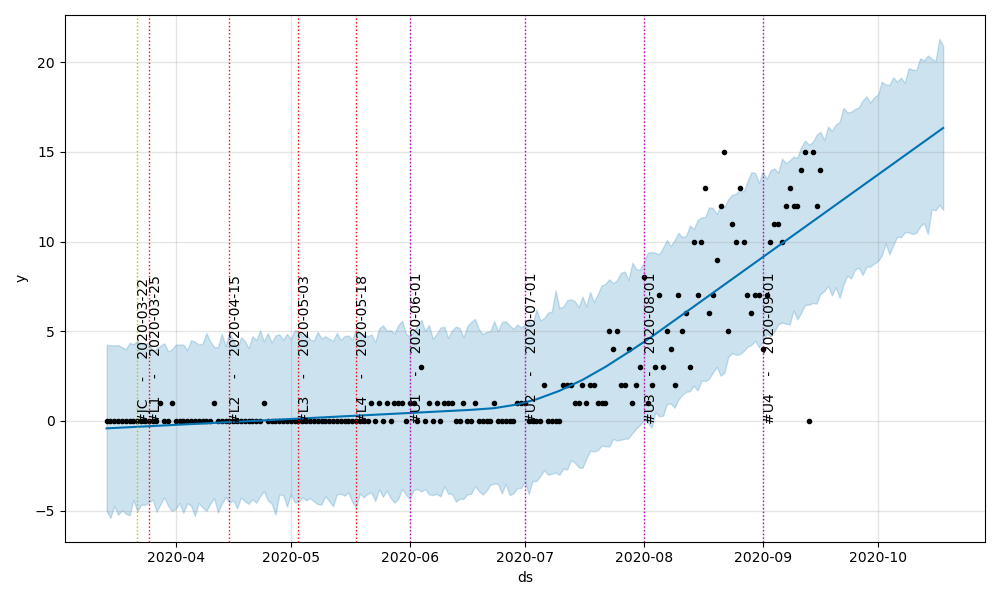 20
15
10
5
0
−5
y
#JC - 2020-03-22
#L1 - 2020-03-25
#L2 - 2020-04-15
#L3 - 2020-05-03
#L4 - 2020-05-18
#U1 - 2020-06-01
#U2 - 2020-07-01
#U3 - 2020-08-01
#U4 - 2020-09-01
2020-04
2020-05
2020-06
2020-07
2020-08
2020-09
2020-10
ds